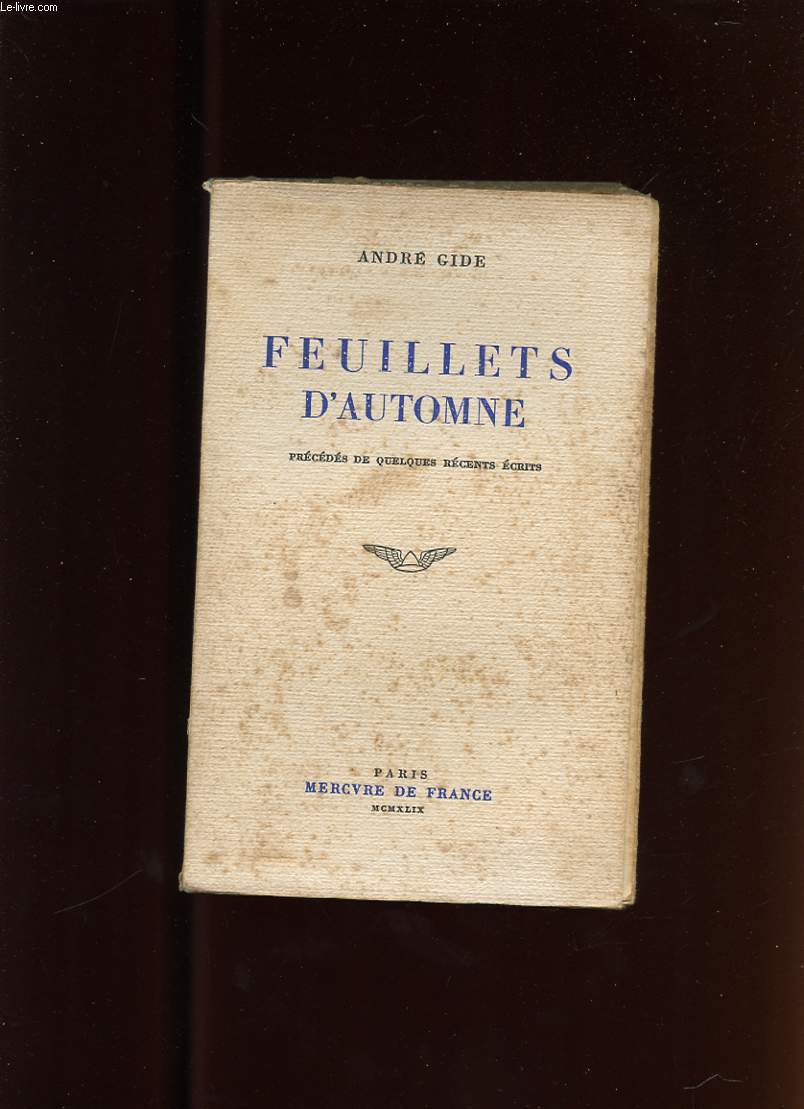 Le-livre.com
ANDRÉ GIDE
FEUILLETS
D'AUTOMNE
PRÉCÉDÉS DE QUELQUES RÉCENTS ÉCRITS
PARIS
MERCVRE DE FRANCE
MCMXLIX